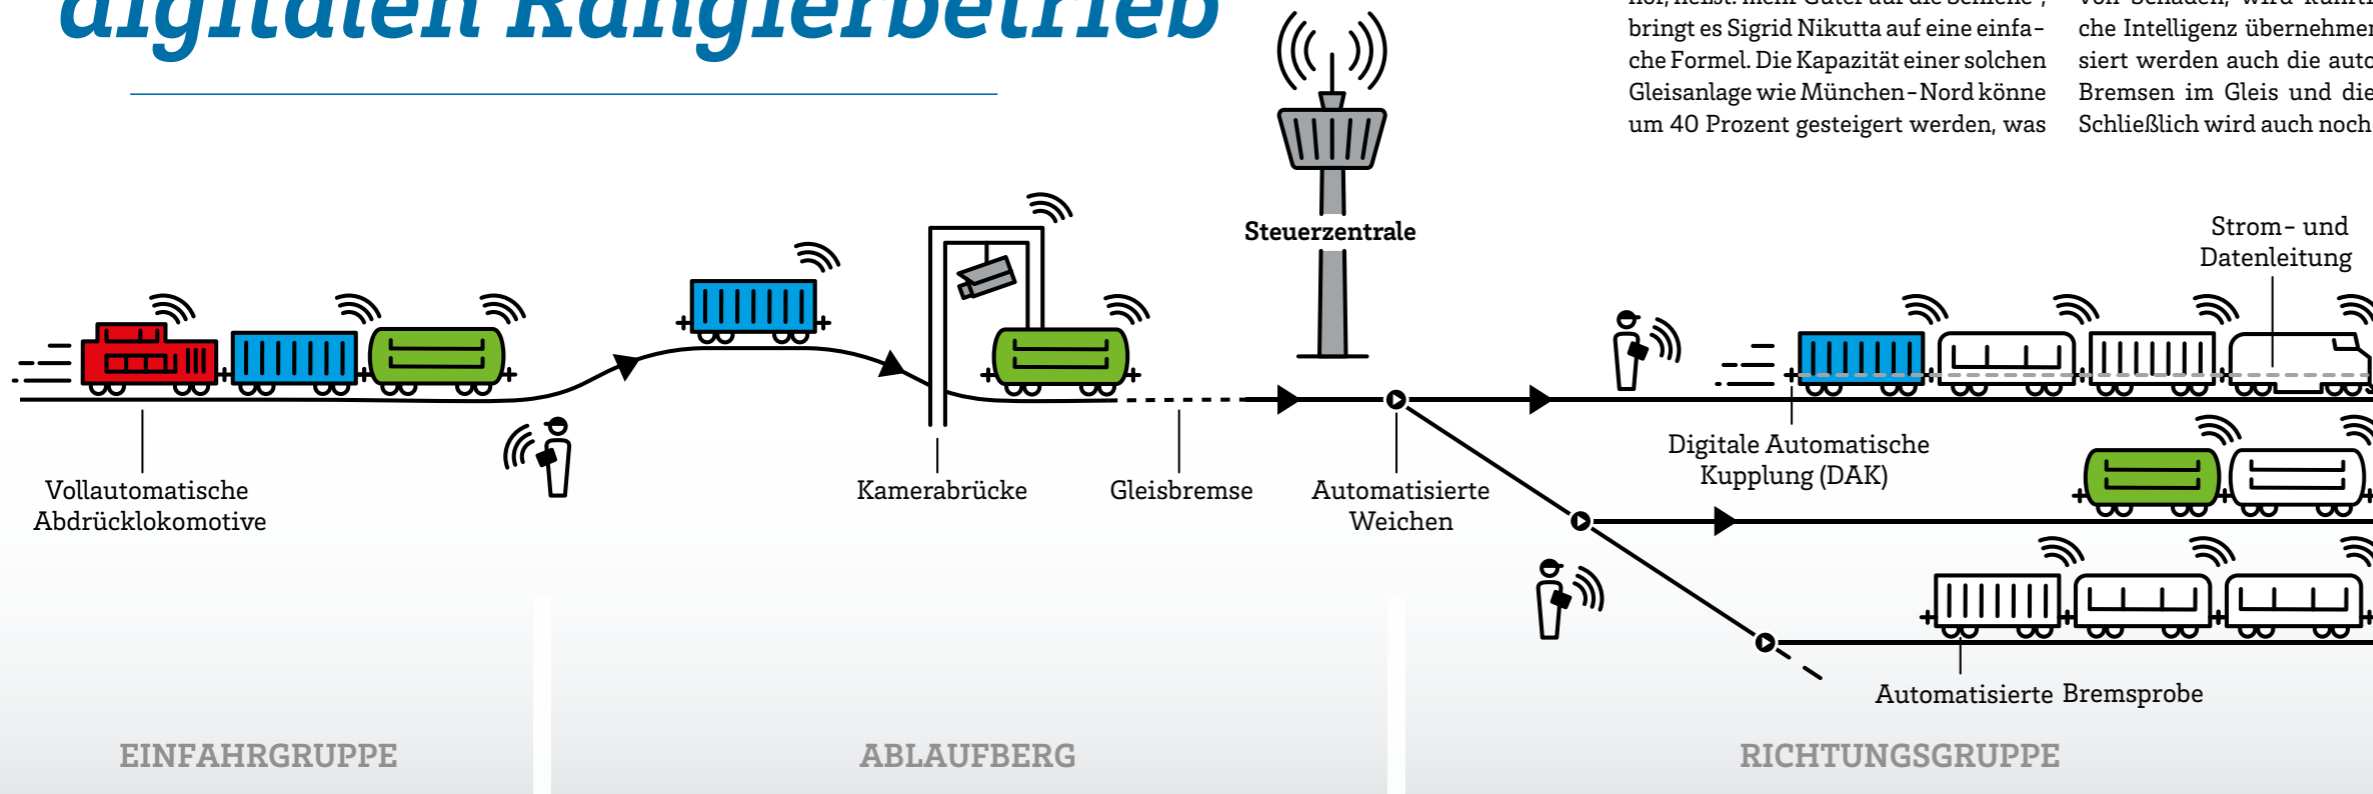 digitalen Rangierbetrieb
bringt es Sigrid Nikutta auf eine einfa-
che Formel. Die Kapazität einer solchen
Gleisanlage wie München-Nord könne
um 40 Prozent gesteigert werden, was
che Intelligenz übernehmen
siert werden auch die auto
Bremsen im Gleis und die
Schließlich wird auch noch
Steuerzentrale
Strom- und
Datenleitung
Vollautomatische
Abdrücklokomotive
Kamerabrücke
Gleisbremse
Automatisierte
Weichen
Digitale Automatische
Kupplung (DAK)
Automatisierte Bremsprobe
EINFAHRGRUPPE
ABLAUFBERG
RICHTUNGSGRUPPE